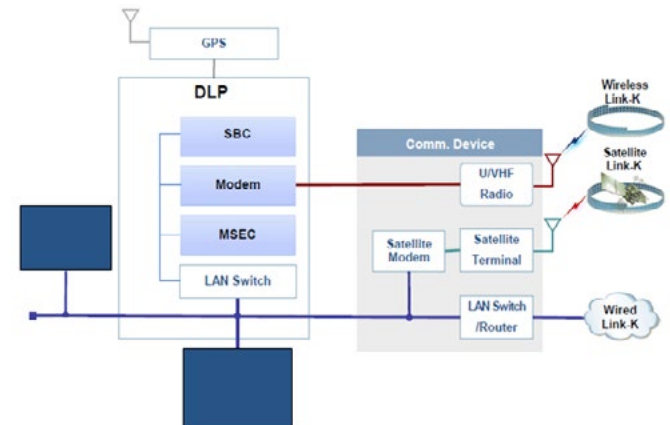 GPS
DLP
SBC
Modem
MSEC
LAN Switch
Comm. Device
U/VHF
Radio
Satellite
Modem
Satellite
Terminal
LAN Switch
/Router
Wireless
Link-K
Satellite
Link-K
Wired
Link-K